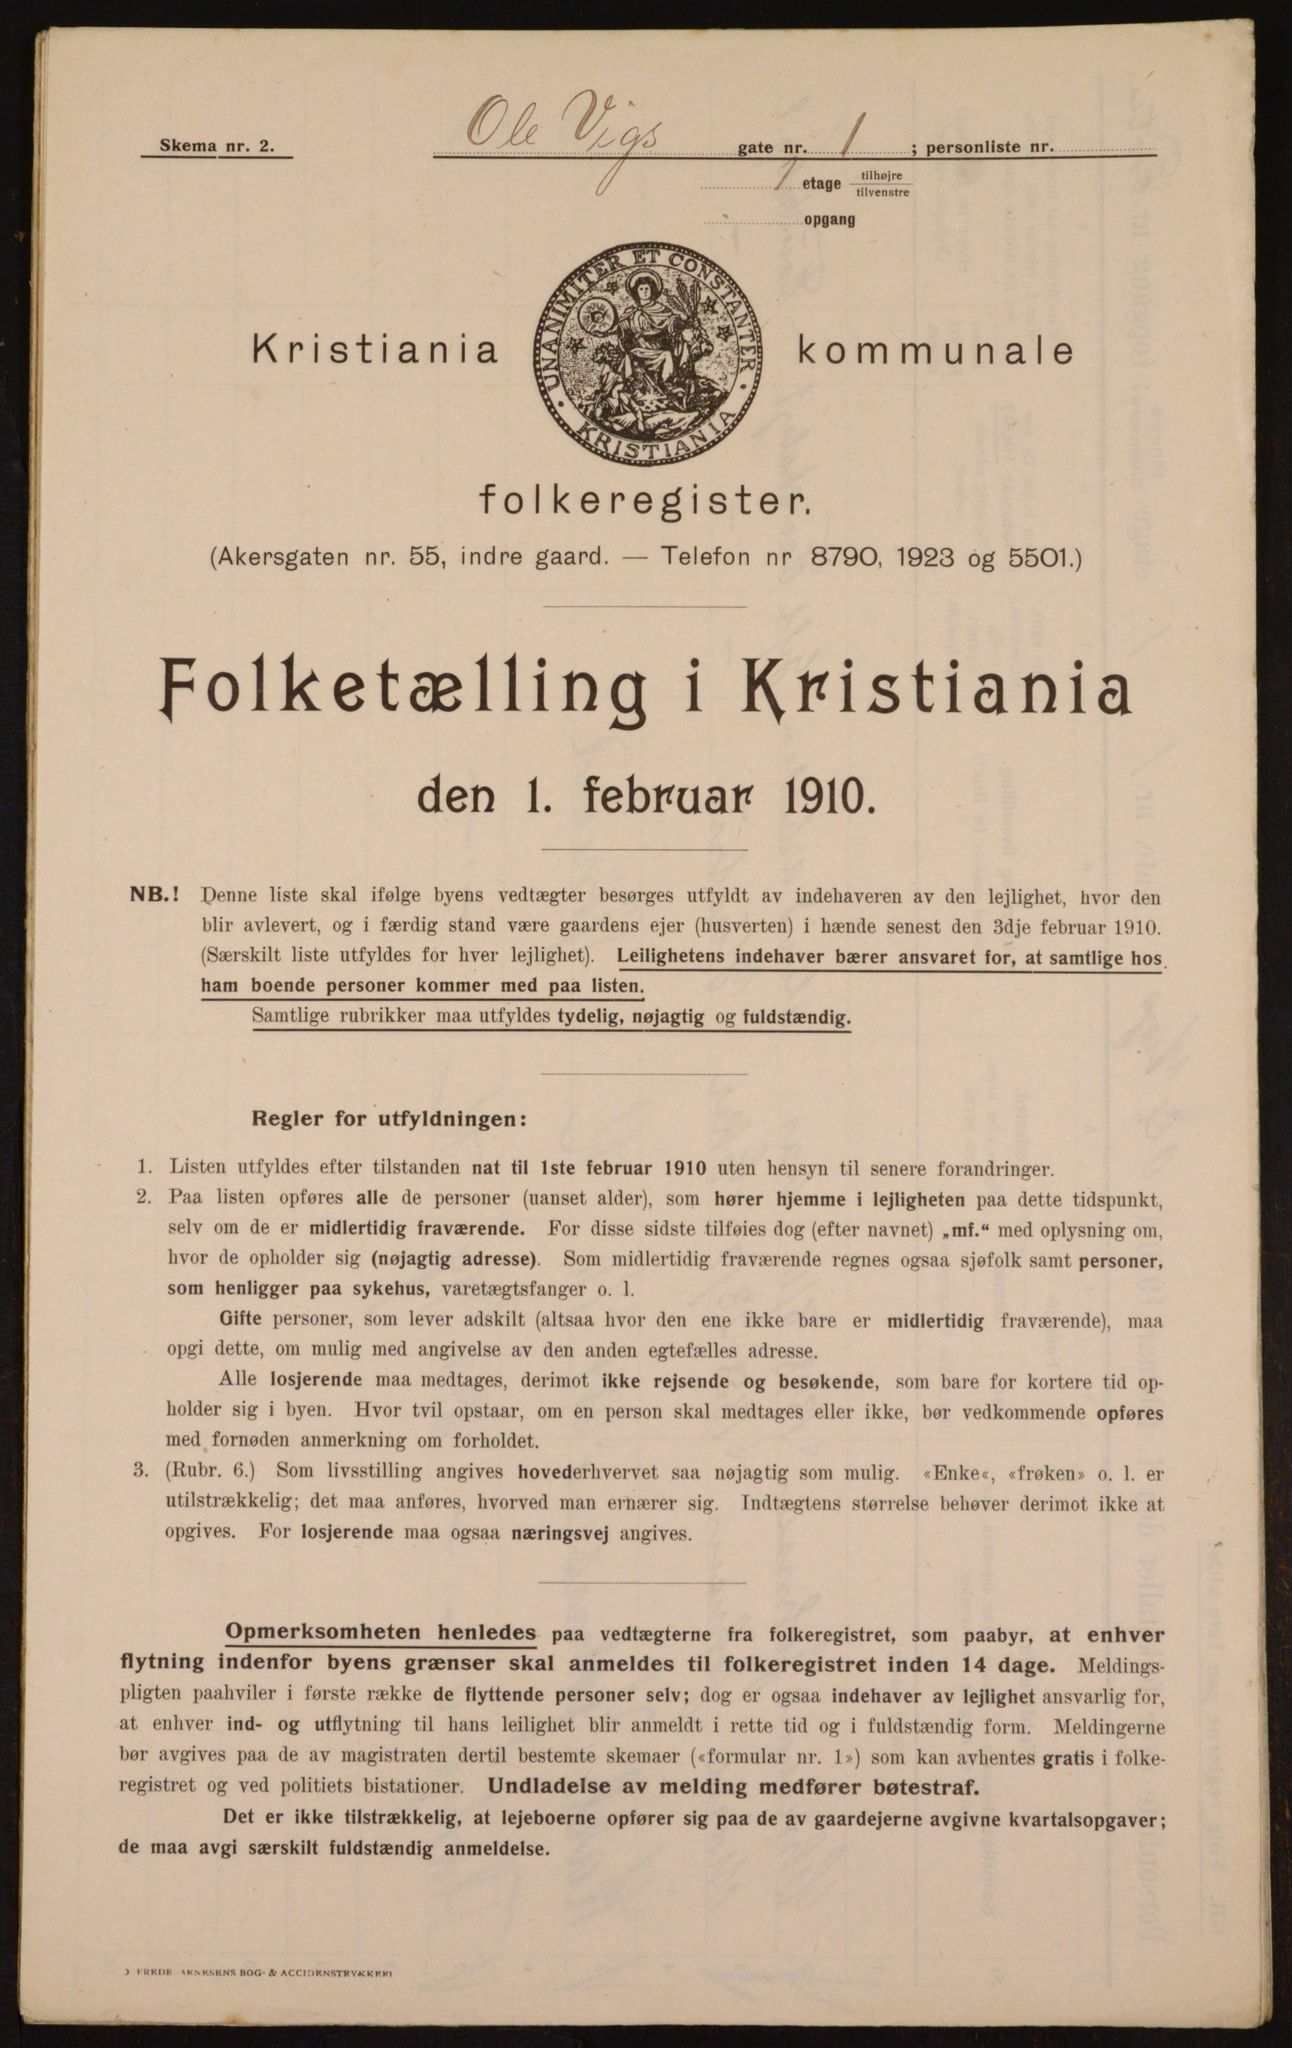 Skema nr. 2.
Ole Vigs gate nr. 1 ; personliste nr.
1 etage tilhøjre
tilvenstre
opgang
UNANIMITER ET CONSTANTER
KRISTIANIA
Kristiania kommunale
folkeregister.
(Akersgaten nr. 55, indre gaard. — Telefon nr 8790, 1923 og 5501.)
Folketælling i Kristiania
den 1. februar 1910.
NB.! Denne liste skal ifølge byens vedtægter besørges utfyldt av indehaveren av den lejlighet, hvor den
blir avlevert, og i færdig stand være gaardens ejer (husverten) i hænde senest den 3dje februar 1910.
(Særskilt liste utfyldes for hver lejlighet). Leilighetens indehaver bærer ansvaret for, at samtlige hos
ham boende personer kommer med paa listen.
Samtlige rubrikker maa utfyldes tydelig, nøjagtig og fuldstændig.
Regler for utfyldningen:
1. Listen utfyldes efter tilstanden nat til 1ste februar 1910 uten hensyn til senere forandringer.
2. Paa listen opføres alle de personer (uanset alder), som hører hjemme i lejligheten paa dette tidspunkt,
selv om de er midlertidig fraværende. For disse sidste tilføies dog (efter navnet) „mf.“ med oplysning om,
hvor de opholder sig (nøjagtig adresse). Som midlertidig fraværende regnes ogsaa sjøfolk samt personer,
som henligger paa sykehus, varetægtsfanger o. l.
Gifte personer, som lever adskilt (altsaa hvor den ene ikke bare er midlertidig fraværende), maa
opgi dette, om mulig med angivelse av den anden egtefælles adresse.
Alle losjerende maa medtages, derimot ikke rejsende og besøkende, som bare for kortere tid op-
holder sig i byen. Hvor tvil opstaar, om en person skal medtages eller ikke, bør vedkommende opføres
med fornøden anmerkning om forholdet.
3. (Rubr. 6.) Som livsstilling angives hovederhvervet saa nøjagtig som mulig. «Enke«, «frøken» o. l. er
utilstrækkelig; det maa anføres, hvorved man ernærer sig. Indtægtens størrelse behøver derimot ikke at
opgives. For losjerende maa ogsaa næringsvej angives.
Opmerksomheten henledes paa vedtægterne fra folkeregistret, som paabyr, at enhver
flytning indenfor byens grænser skal anmeldes til folkeregistret inden 14 dage. Meldings-
pligten paahviler i første række de flyttende personer selv; dog er ogsaa indehaver av lejlighet ansvarlig for,
at enhver ind- og utflytning til hans leilighet blir anmeldt i rette tid og i fuldstændig form. Meldingerne
bør avgives paa de av magistraten dertil bestemte skemaer («formular nr. 1») som kan avhentes gratis i folke-
registret og ved politiets bistationer. Undladelse av melding medfører bøtestraf.
Det er ikke tilstrækkelig, at lejeboerne opfører sig paa de av gaardejerne avgivne kvartalsopgaver;
de maa avgi særskilt fuldstændig anmeldelse.
BOG- & ACCIDENSTRYKKERI